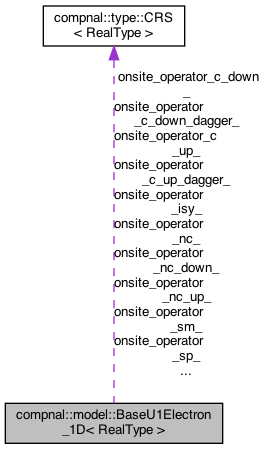 compnal::type::CRS
< RealType >
onsite_operator_c_down
_
onsite_operator
_c_down_dagger_
onsite_operator_c
_up_
onsite_operator
_c_up_dagger_
onsite_operator
_isy_
onsite_operator
_nc_
onsite_operator
_nc_down_
onsite_operator
_nc_up_
onsite_operator
_sm_
onsite_operator
_sp_
...
compnal::model::BaseU1Electron
_1D< RealType >